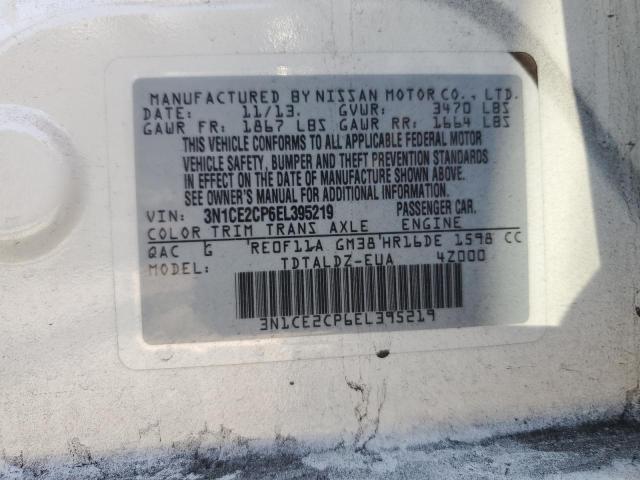 MANUFACTURED BY NISSAN MOTOR CO., LTD.
DATE: 11/13. GVWR: 3470 LBS
GAWR FR: 1867 LBS GAWR RR: 1664 LBS
THIS VEHICLE CONFORMS TO ALL APPLICABLE FEDERAL MOTOR
VEHICLE SAFETY, BUMPER AND THEFT PREVENTION STANDARDS
IN EFFECT ON THE DATE OF MANUFACTURE SHOWN ABOVE.
SEE OWNER'S MANUAL FOR ADDITIONAL INFORMATION.
VIN: 3N1CE2CP6EL395219 PASSENGER CAR.
COLOR TRIM TRANS AXLE ENGINE
QAC G RE0F11A GM38 HR16DE 1598 CC
MODEL: TDTALDZ-EUA 4Z000
3N1CE2CP6EL395219